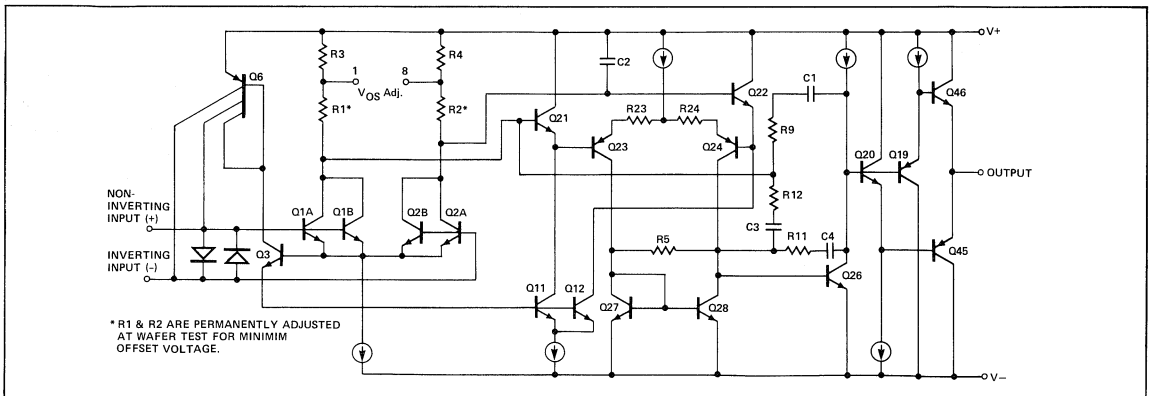 V+
R3
R4
Q6
1
8
VOS Adj.
C2
C1
Q46
R1*
R2*
Q22
R23
R24
Q21
R9
Q23
Q24
Q20
Q19
OUTPUT
NON-
INVERTING
INPUT (+)
Q1A
Q1B
Q2B
Q2A
R12
C3
R11
C4
Q3
R5
Q45
INVERTING
INPUT (-)
Q26
Q11
Q12
Q27
Q28
* R1 & R2 ARE PERMANENTLY ADJUSTED
AT WAFER TEST FOR MINIMIM
OFFSET VOLTAGE.
V-